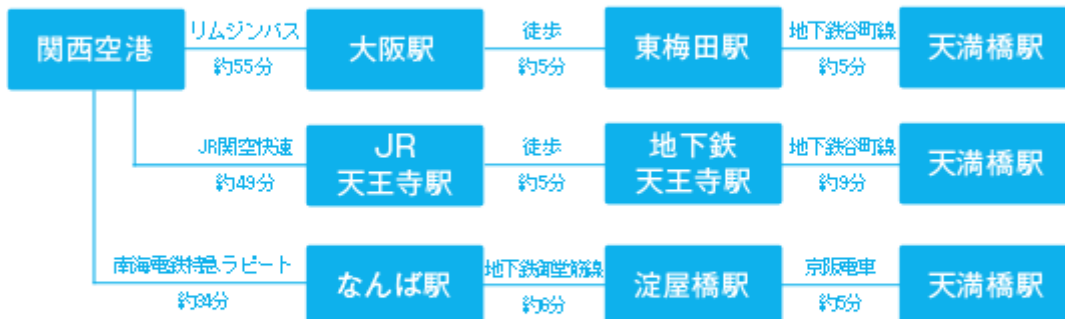 関西空港
リムジンバス
約55分
大阪駅
徒歩
約5分
東梅田駅
地下鉄谷町線
約5分
天満橋駅
JR関空快速
約49分
JR
天王寺駅
徒歩
約5分
地下鉄
天王寺駅
地下鉄谷町線
約9分
天満橋駅
南海電鉄特急ラピート
約34分
なんば駅
地下鉄御堂筋線
約6分
淀屋橋駅
京阪電車
約5分
天満橋駅